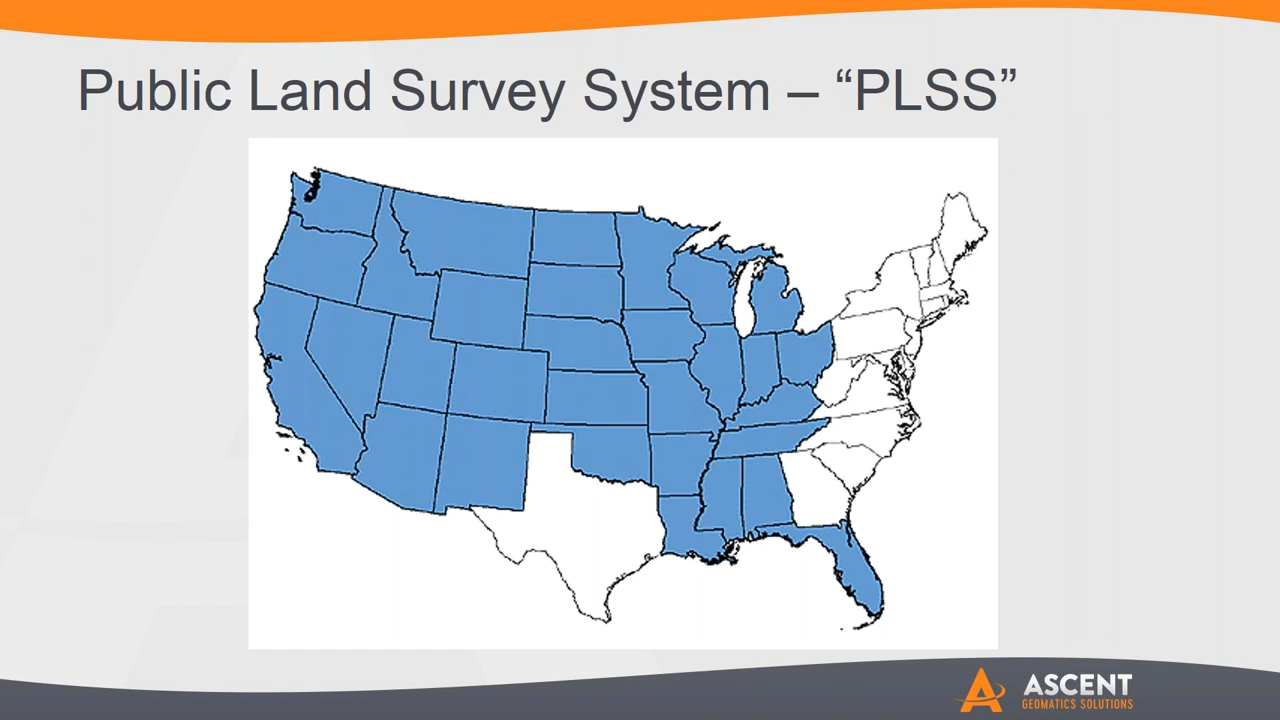 Public Land Survey System – “PLSS”
ASCENT
GEOMATICS SOLUTIONS